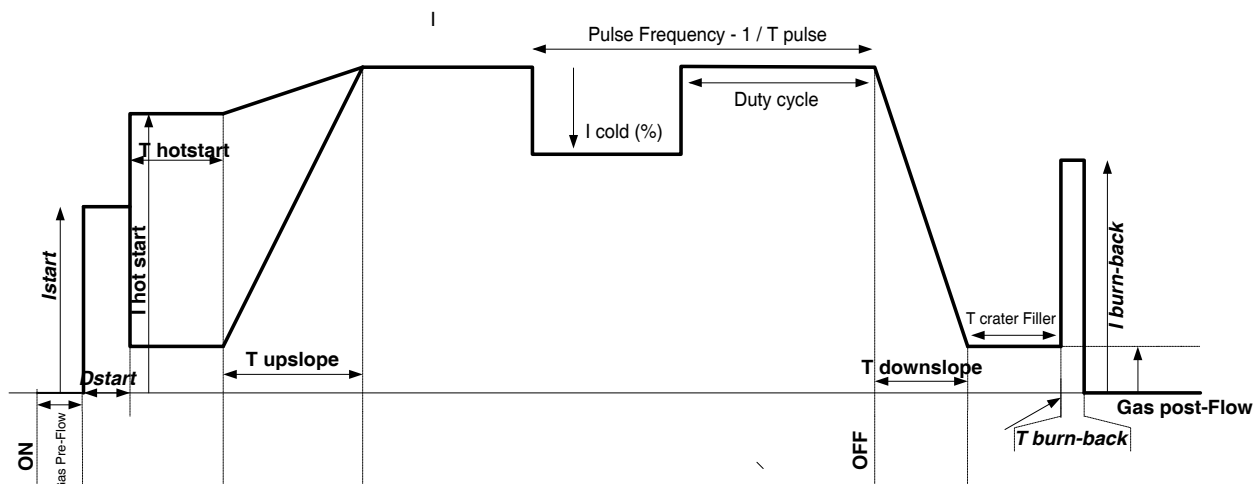 I
Pulse Frequency - 1 / T pulse
Duty cycle
I cold (%)
T hotstart
I hot start
Istart
Dstart
T upslope
T downslope
T crater Filler
I burn-back
Gas post-Flow
T burn-back
ON
Gas Pre-Flow
OFF